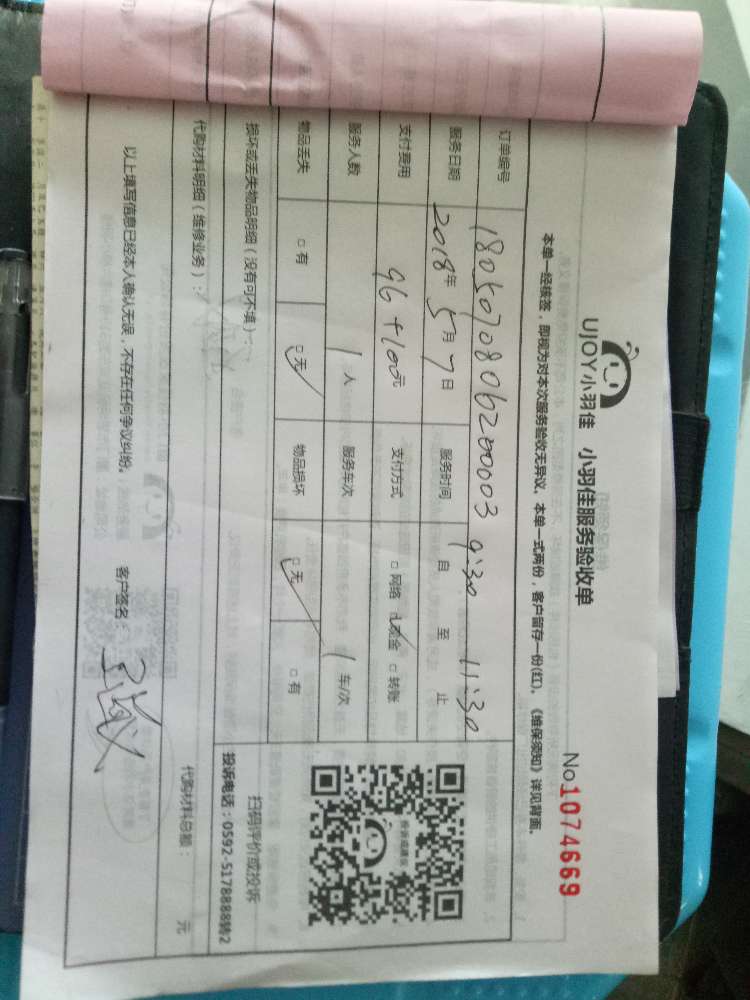 UJOY小羽佳 小羽佳服务验收单
No1074669
本单一经核签，即视为对本次服务验收无异议。本单一式两份，客户留存一份(红)。《维保须知》详见背面。
订单编号 1805070806200003
服务日期 2018年 5月 7日 服务时间 9:30 自 至 11:30 止
支付费用 96+100元 支付方式 □网络 □现金 □转账
服务人数 1人 服务车次 1车/次
物品丢失 □有 □无 物品损坏 □无 □有
扫码评价或投诉
投诉电话：0592-5178888转2
损坏或丢失物品明细（没有可不填）：
代购材料明细（维修业务）：
代购材料总额： 元
以上填写信息已经本人确认无误，不存在任何争议纠纷。 客户签名：